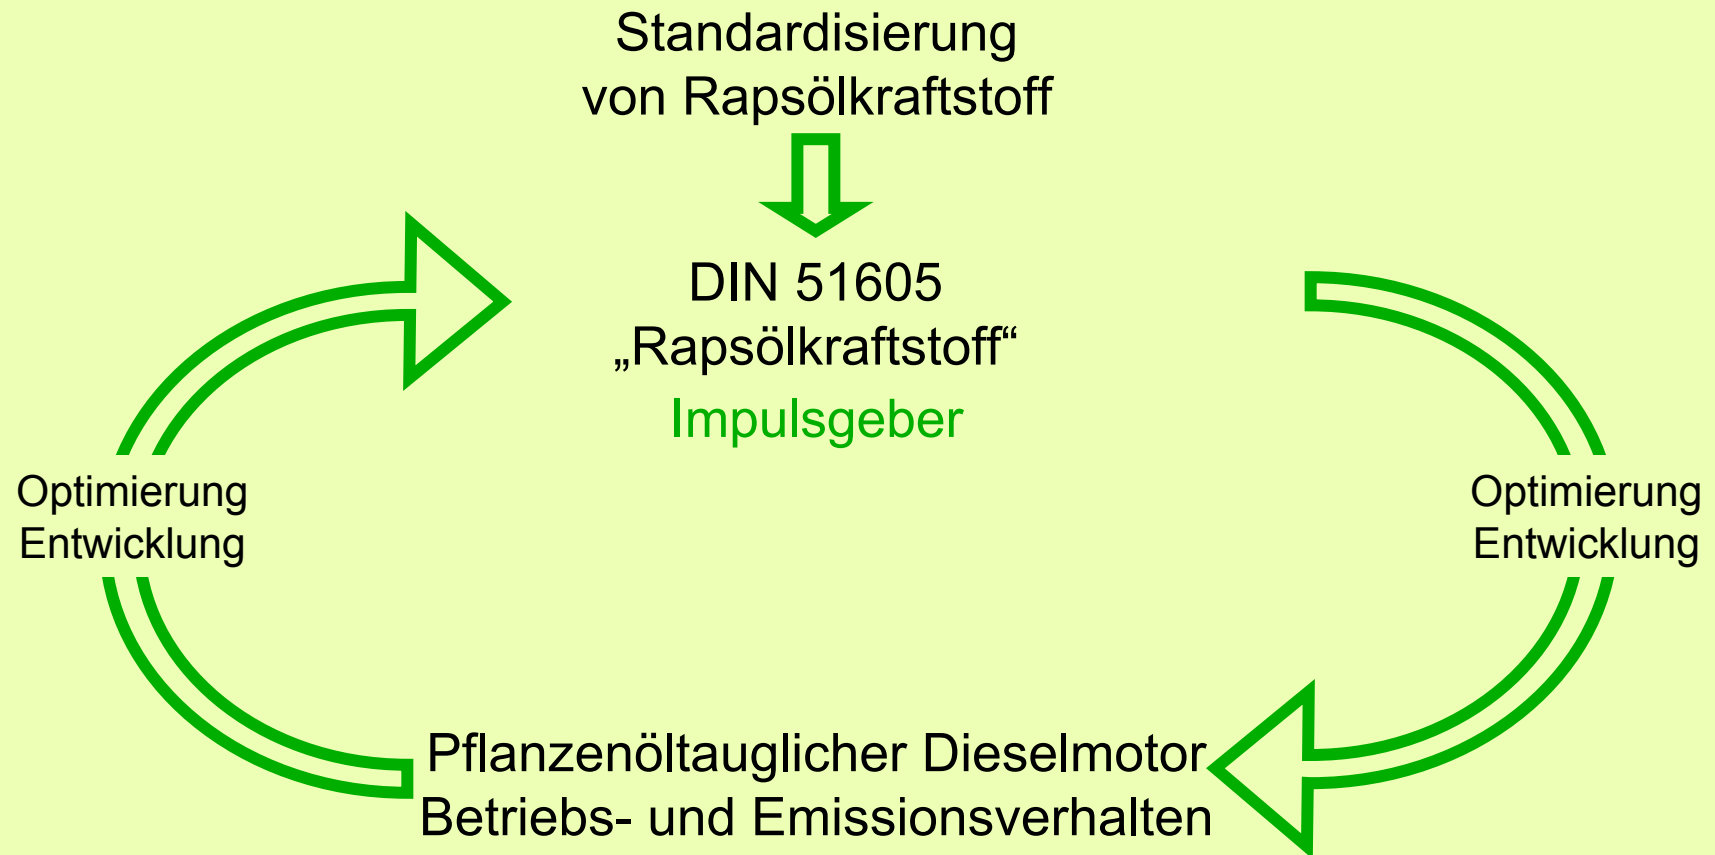 Standardisierung
von Rapsölkraftstoff
DIN 51605
„Rapsölkraftstoff“
Impulsgeber
Optimierung
Entwicklung
Optimierung
Entwicklung
Pflanzenöltauglicher Dieselmotor
Betriebs- und Emissionsverhalten